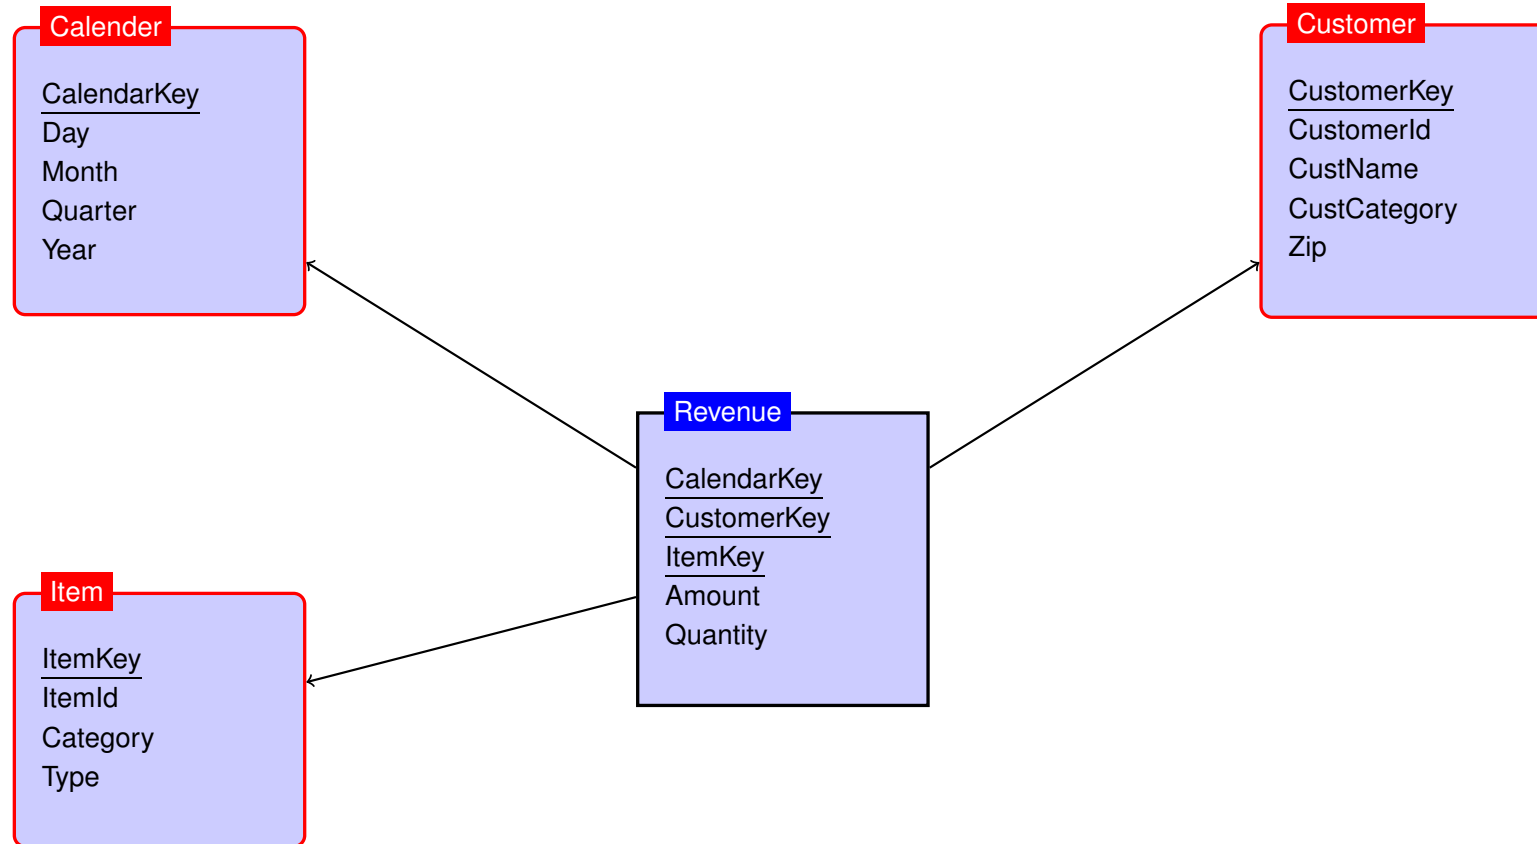 Calender
CalendarKey
Day
Month
Quarter
Year
Customer
CustomerKey
CustomerId
CustName
CustCategory
Zip
Revenue
CalendarKey
CustomerKey
ItemKey
Amount
Quantity
Item
ItemKey
ItemId
Category
Type